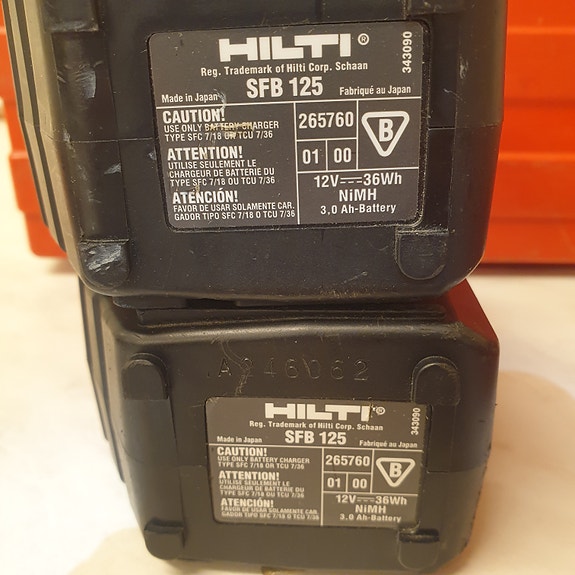 HILTI®
Reg. Trademark of Hilti Corp. Schaan
343090
SFB 125
Made in Japan
Fabriqué au Japan
CAUTION!
USE ONLY BATTERY CHARGER
TYPE SFC 7/18 OR TCU 7/36
ATTENTION!
UTILISE SEULEMENT LE
CHARGEUR DE BATTERIE DU
TYPE SFC 7/18 OU TCU 7/36
ATENCIÓN!
FAVOR DE USAR SOLAMENTE CAR.
GADOR TIPO SFC 7/18 O TCU 7/36
265760
01 00
B
12V⎓36Wh
NiMH
3,0 Ah-Battery
A046062
HILTI®
Reg. Trademark of Hilti Corp. Schaan
343090
SFB 125
Made in Japan
Fabriqué au Japan
CAUTION!
USE ONLY BATTERY CHARGER
TYPE SFC 7/18 OR TCU 7/36
ATTENTION!
UTILISE SEULEMENT LE
CHARGEUR DE BATTERIE DU
TYPE SFC 7/18 OU TCU 7/36
ATENCIÓN!
FAVOR DE USAR SOLAMENTE CAR.
GADOR TIPO SFC 7/18 O TCU 7/36
265760
01 00
B
12V⎓36Wh
NiMH
3,0 Ah-Battery